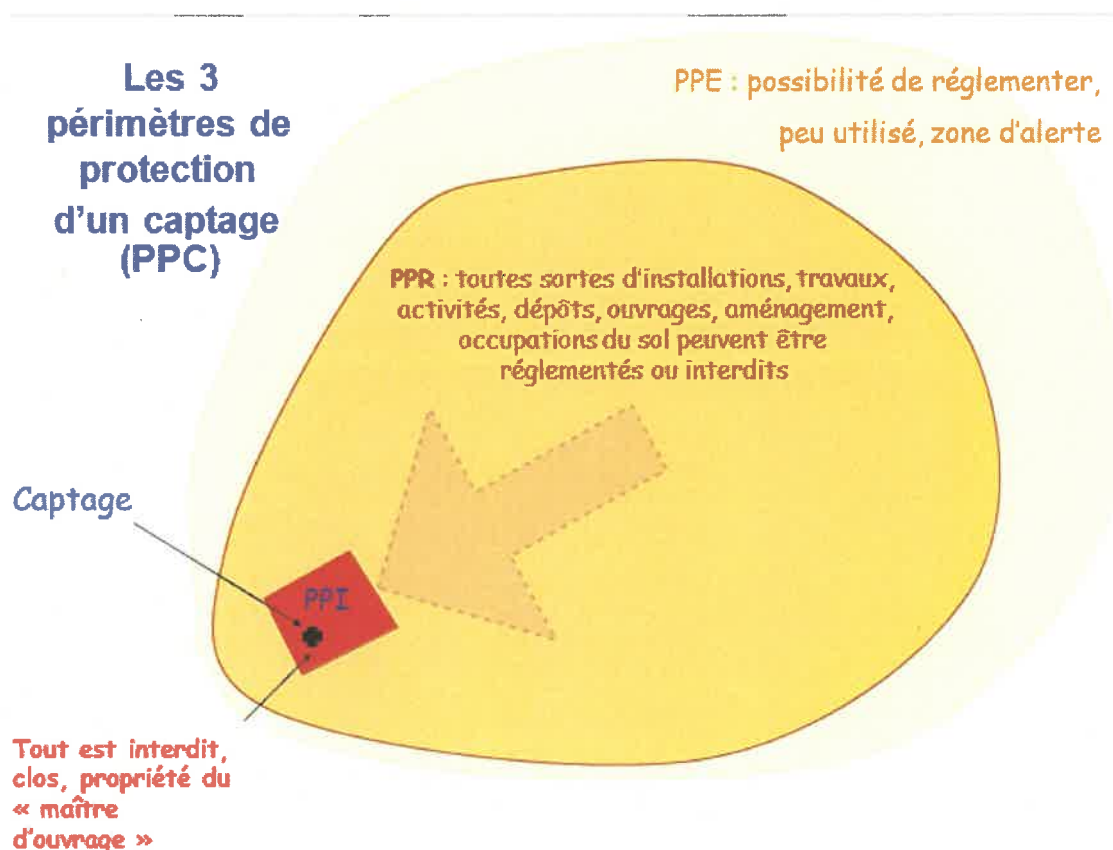 Les 3
périmètres de
protection
d'un captage
(PPC)
PPE : possibilité de réglementer,
peu utilisé, zone d'alerte
PPR : toutes sortes d'installations, travaux,
activités, dépôts, ouvrages, aménagement,
occupations du sol peuvent être
réglementés ou interdits
Captage
PPI
Tout est interdit,
clos, propriété du
« maître
d'ouvrage »